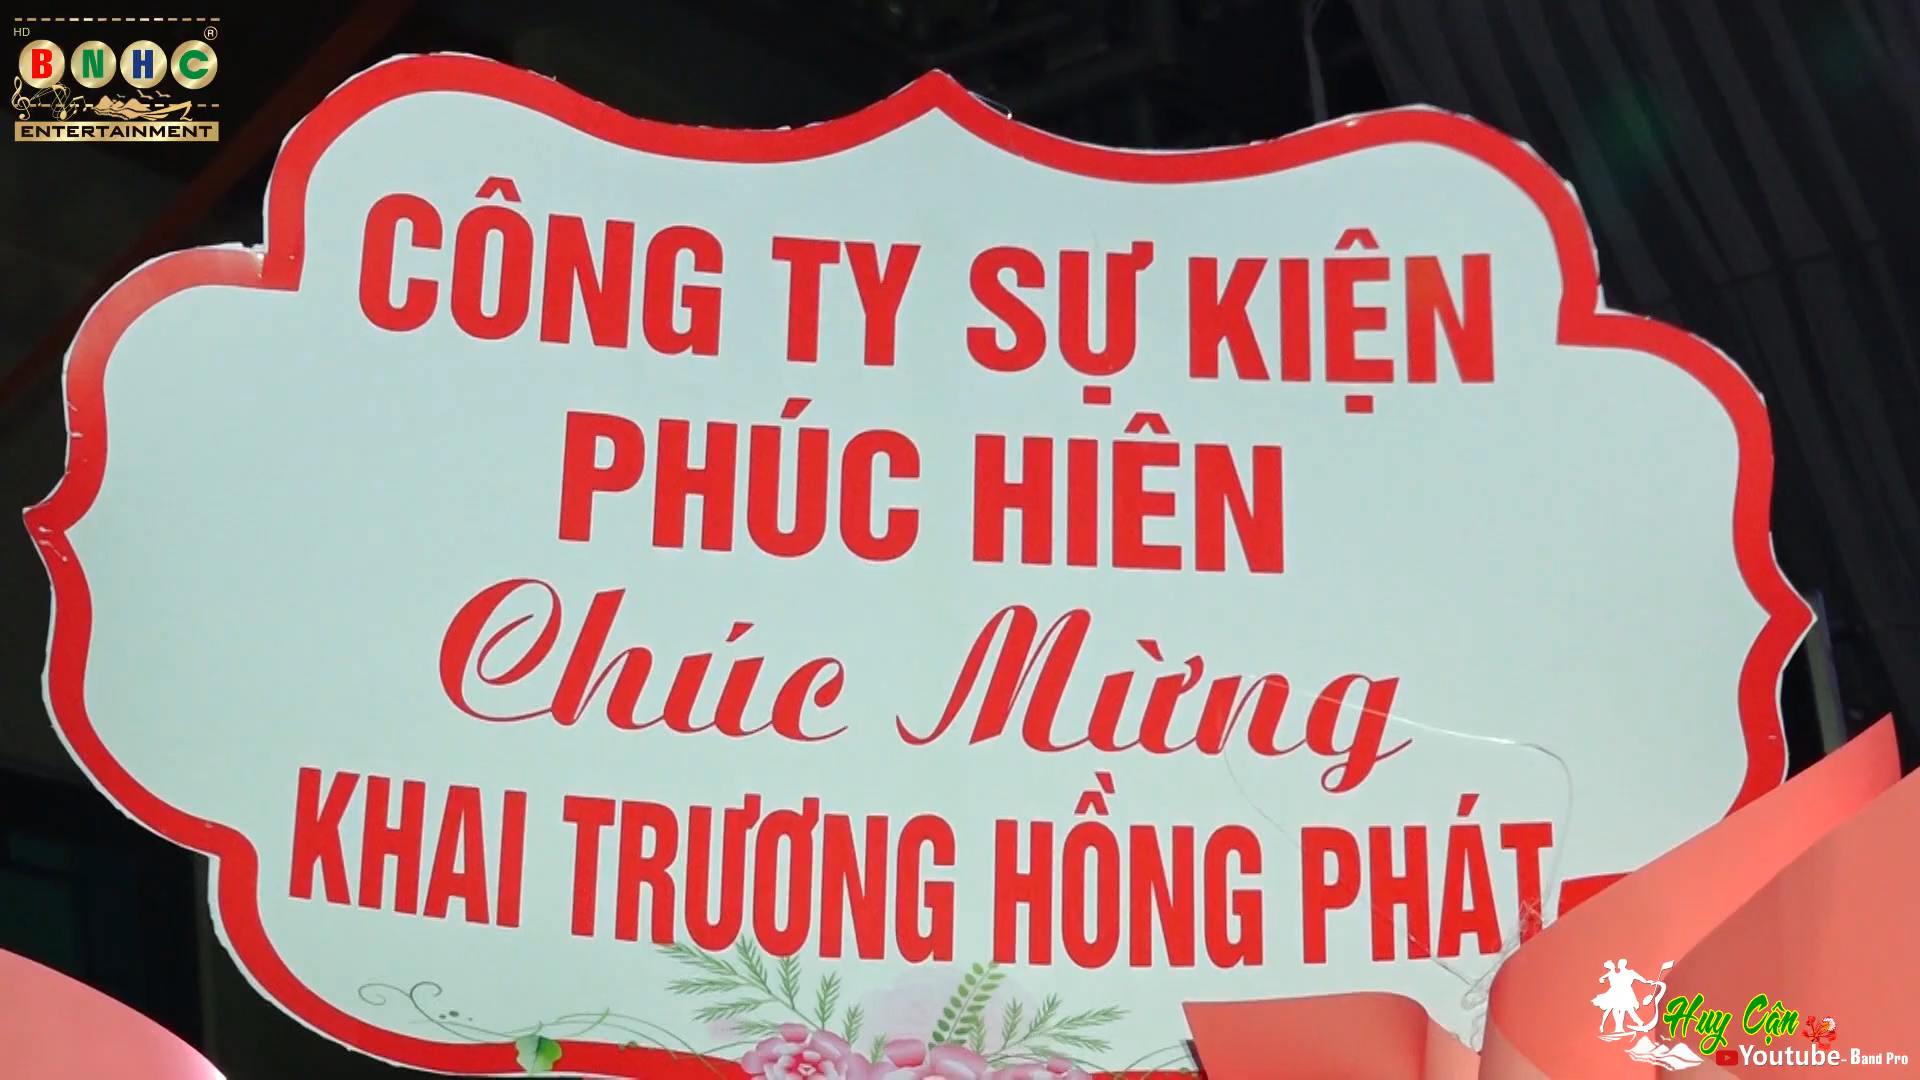 HD
®
BNHC
ENTERTAINMENT
CÔNG TY SỰ KIỆN
PHÚC HIÊN
Chúc Mừng
KHAI TRƯƠNG HỒNG PHÁT
Huy Cận
Youtube - Band Pro